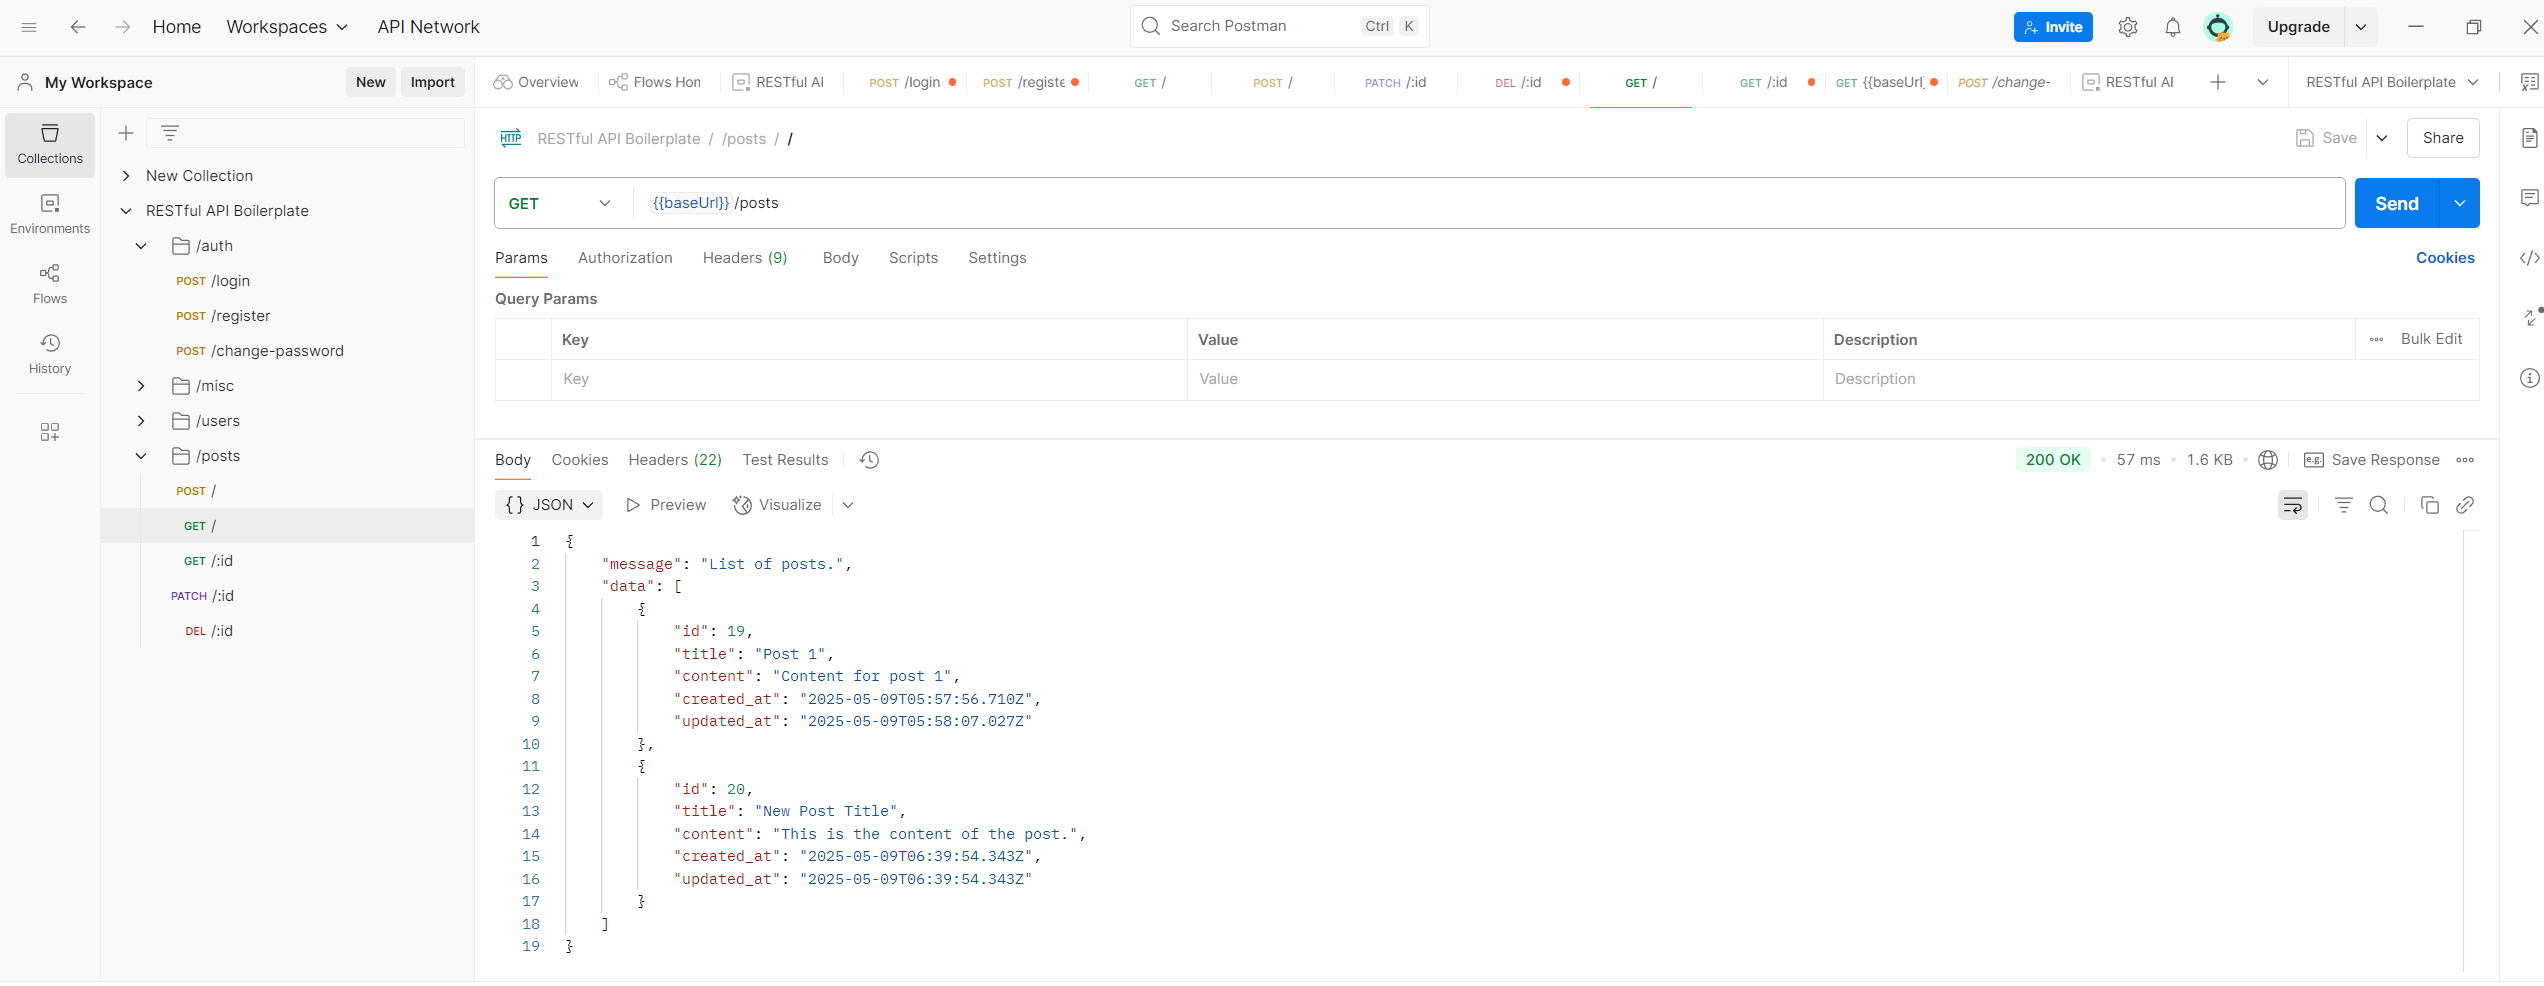 Home Workspaces API Network Search Postman Ctrl K Invite Upgrade
My Workspace New Import
Overview Flows Hon RESTful AI POST /login POST /registe GET / POST / PATCH /:id DEL /:id GET / GET /:id GET {{baseUrl} POST /change- RESTful AF RESTful API Boilerplate
Collections
Environments
Flows
History
New Collection
RESTful API Boilerplate
/auth
POST /login
POST /register
POST /change-password
/misc
/users
/posts
POST /
GET /
GET /:id
PATCH /:id
DEL /:id
HTTP RESTful API Boilerplate / /posts / / Save Share
GET {{baseUrl}} /posts Send
Params Authorization Headers (9) Body Scripts Settings Cookies
Query Params
Key Value Description Bulk Edit
Key Value Description
Body Cookies Headers (22) Test Results 200 OK 57 ms 1.6 KB e.g. Save Response
{} JSON Preview Visualize
1 {
2 "message": "List of posts.",
3 "data": [
4 {
5 "id": 19,
6 "title": "Post 1",
7 "content": "Content for post 1",
8 "created_at": "2025-05-09T05:57:56.710Z",
9 "updated_at": "2025-05-09T05:58:07.027Z"
10 },
11 {
12 "id": 20,
13 "title": "New Post Title",
14 "content": "This is the content of the post.",
15 "created_at": "2025-05-09T06:39:54.343Z",
16 "updated_at": "2025-05-09T06:39:54.343Z"
17 }
18 ]
19 }